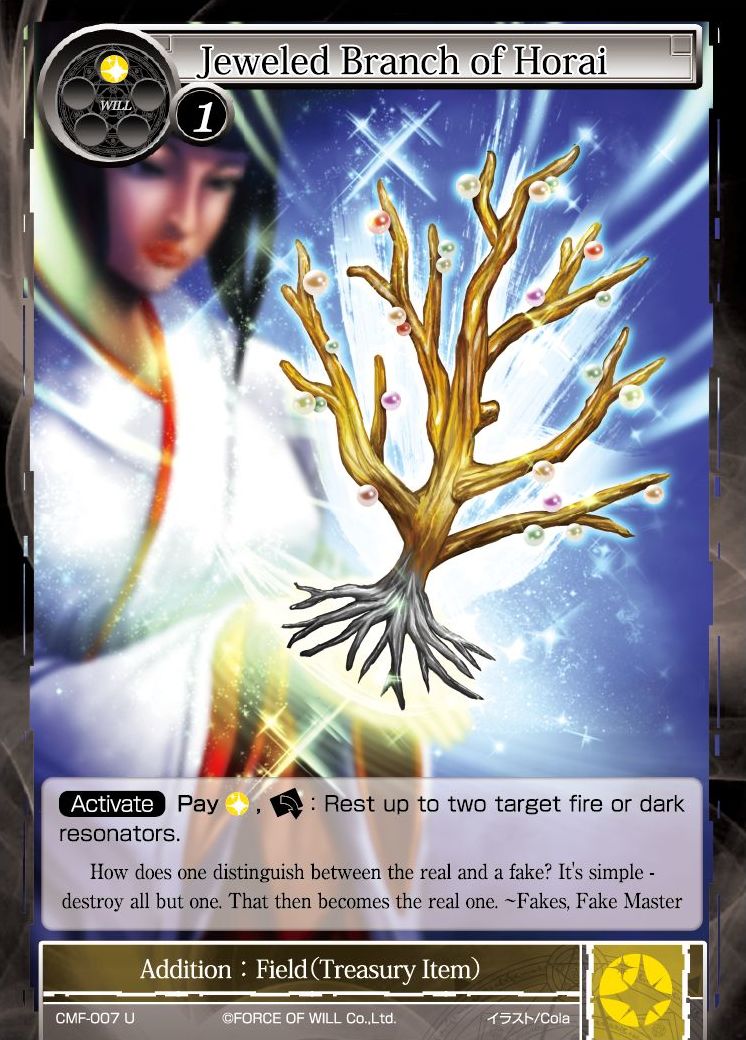 Jeweled Branch of Horai
WILL
1
Activate Pay , : Rest up to two target fire or dark
resonators.
How does one distinguish between the real and a fake? It's simple -
destroy all but one. That then becomes the real one. ~Fakes, Fake Master
Addition : Field(Treasury Item)
CMF-007 U ©FORCE OF WILL Co.,Ltd. イラスト/Cola